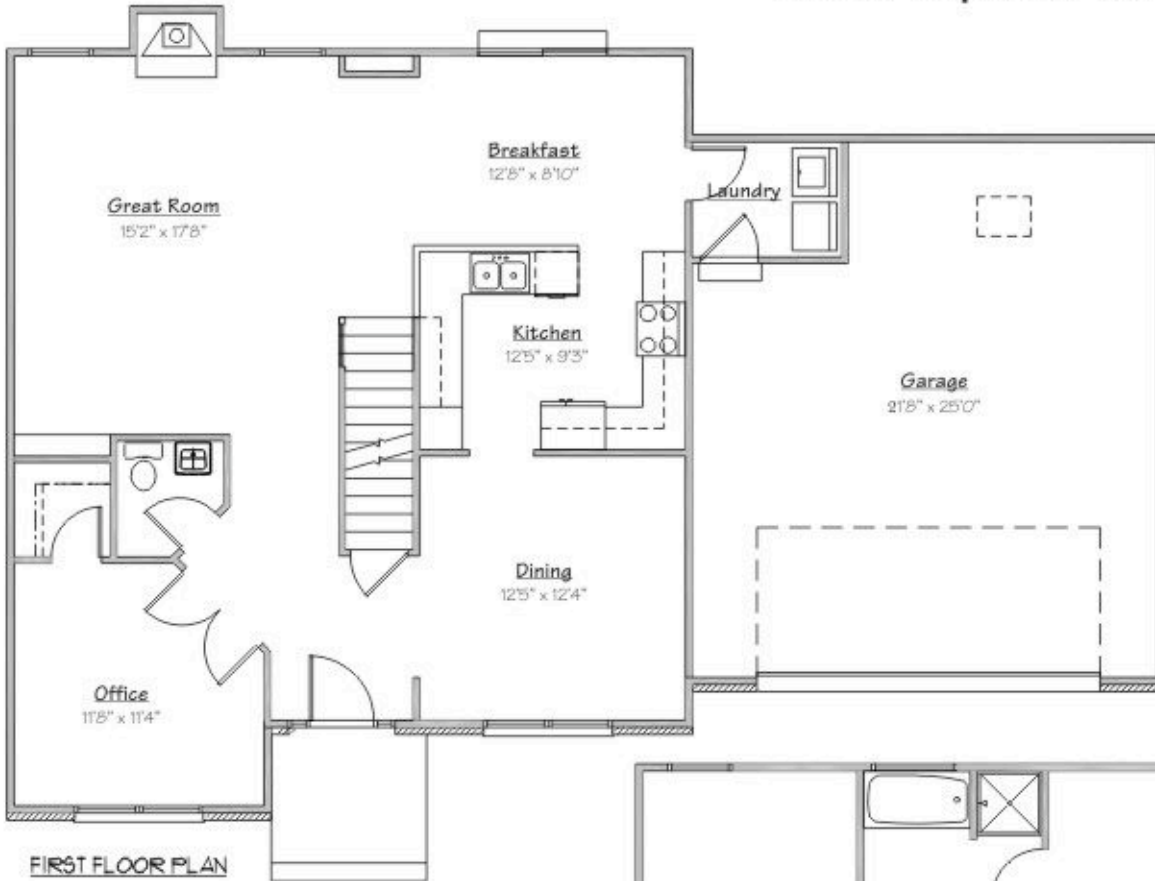 Breakfast
12'8" x 8'10"
Great Room
15'2" x 17'8"
Laundry
Kitchen
12'5" x 9'3"
Garage
21'8" x 25'0"
Dining
12'5" x 12'4"
Office
11'8" x 11'4"
FIRST FLOOR PLAN